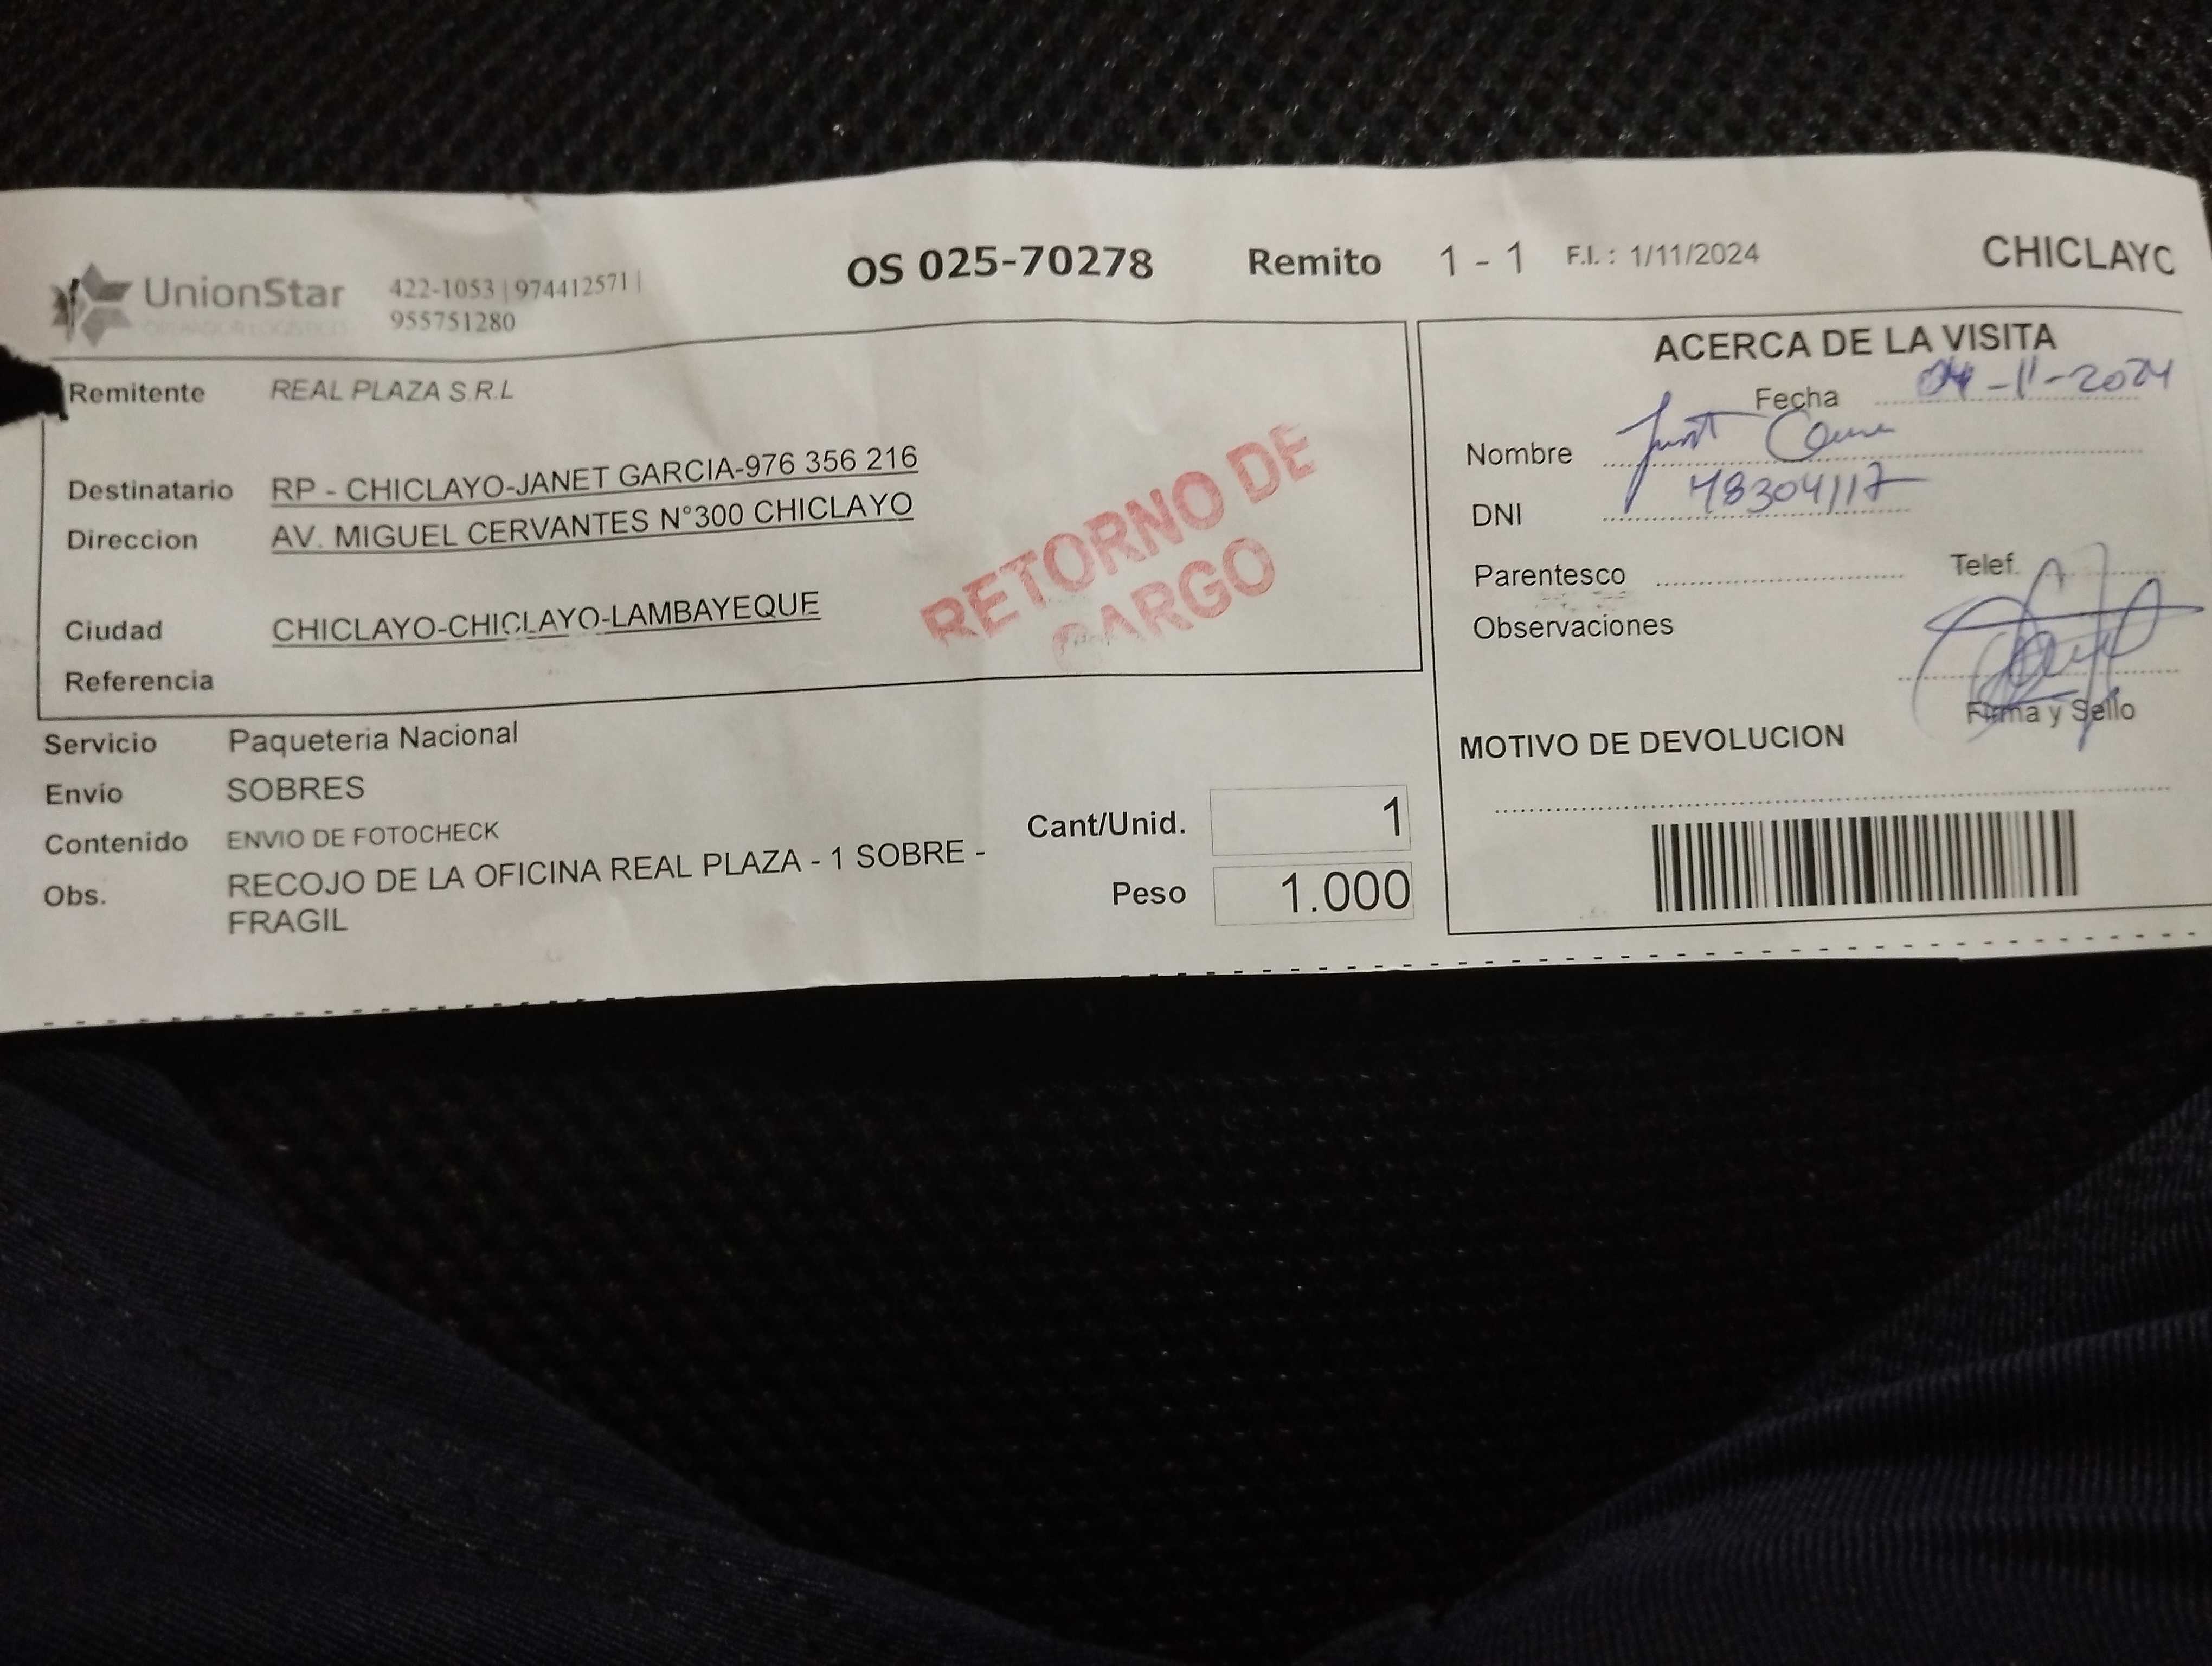 UnionStar
OPERADOR LOGISTICO
422-1053 | 974412571 |
955751280
OS 025-70278 Remito 1 - 1 F.I. : 1/11/2024 CHICLAYO
Remitente REAL PLAZA S.R.L
Destinatario RP - CHICLAYO-JANET GARCIA-976 356 216
Direccion AV. MIGUEL CERVANTES N°300 CHICLAYO
Ciudad CHICLAYO-CHICLAYO-LAMBAYEQUE
Referencia
RETORNO DE
CARGO
Servicio Paqueteria Nacional
Envío SOBRES
Contenido ENVIO DE FOTOCHECK
Obs. RECOJO DE LA OFICINA REAL PLAZA - 1 SOBRE -
FRAGIL
Cant/Unid. 1
Peso 1.000
ACERCA DE LA VISITA
Fecha 04-11-2024
Nombre
DNI 48304117
Parentesco Telef.
Observaciones
Firma y Sello
MOTIVO DE DEVOLUCION